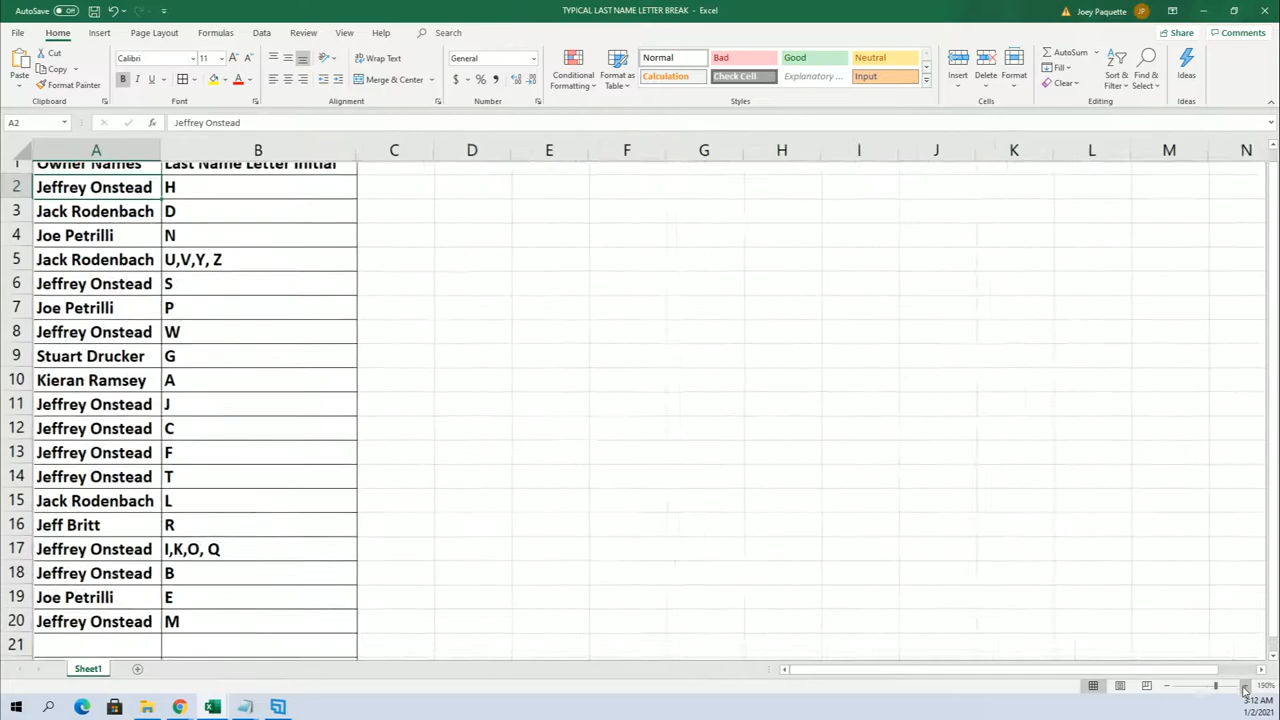 AutoSave Off TYPICAL LAST NAME LETTER BREAK - Excel Joey Paquette JP
File Home Insert Page Layout Formulas Data Review View Help Search Share Comments
Paste Cut Copy Format Painter Clipboard
Calibri 11 A A B I U A Font
Wrap Text Merge & Center Alignment
General $ % Number
Conditional Formatting Format as Table
Normal Bad Good Neutral
Calculation Check Cell Explanatory ... Input
Styles
Insert Delete Format Cells
AutoSum Fill Clear Sort & Filter Find & Select Editing
Ideas Ideas
A2 fx Jeffrey Onstead
A B C D E F G H I J K L M N
1 Owner Names Last Name Letter Initial
2 Jeffrey Onstead H
3 Jack Rodenbach D
4 Joe Petrilli N
5 Jack Rodenbach U,V,Y, Z
6 Jeffrey Onstead S
7 Joe Petrilli P
8 Jeffrey Onstead W
9 Stuart Drucker G
10 Kieran Ramsey A
11 Jeffrey Onstead J
12 Jeffrey Onstead C
13 Jeffrey Onstead F
14 Jeffrey Onstead T
15 Jack Rodenbach L
16 Jeff Britt R
17 Jeffrey Onstead I,K,O, Q
18 Jeffrey Onstead B
19 Joe Petrilli E
20 Jeffrey Onstead M
21
Sheet1
190%
3:12 AM
1/2/2021